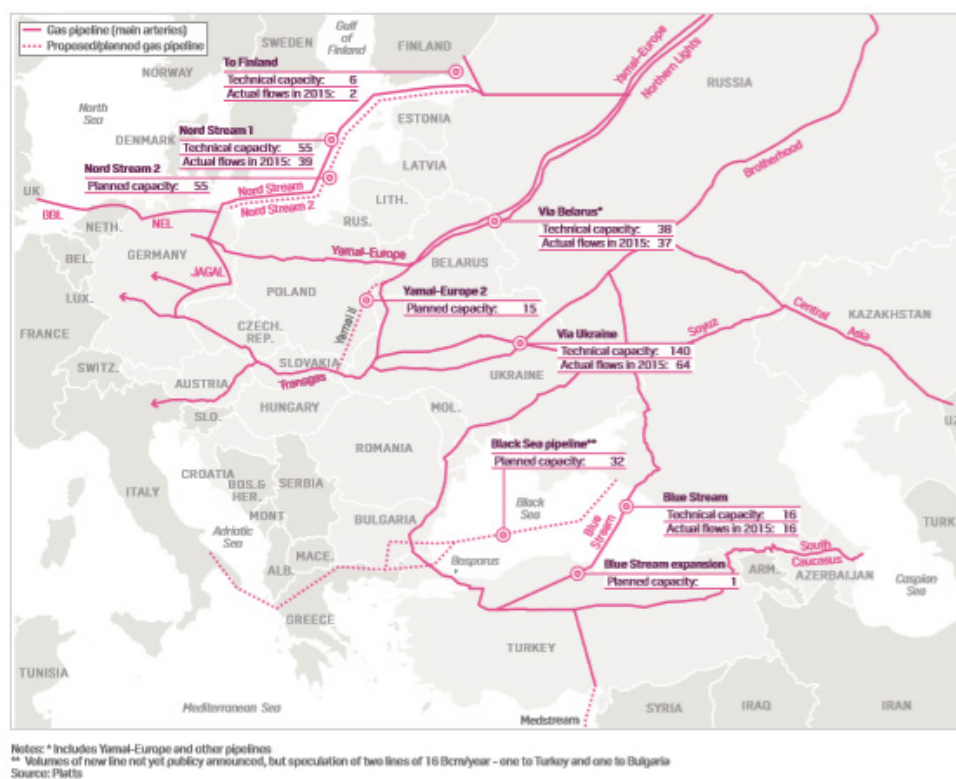 Gas pipeline (main arteries)
Proposed/planned gas pipeline
SWEDEN
Gulf of Finland
FINLAND
NORWAY
To Finland
Technical capacity: 6
Actual flows in 2015: 2
Yamal-Europe
Northern Lights
RUSSIA
North Sea
ESTONIA
DENMARK
Nord Stream 1
Technical capacity: 55
Actual flows in 2015: 39
LATVIA
Brotherhood
Nord Stream 2
Planned capacity: 55
Nord Stream
Nord Stream 2
LITH.
UK
BBL
NEL
RUS.
Via Belarus*
Technical capacity: 38
Actual flows in 2015: 37
NETH.
BEL.
GERMANY
Yamal-Europe
BELARUS
JAGAL
LUX.
POLAND
Yamal-Europe 2
Planned capacity: 15
Yamal II
Central Asia
KAZAKHSTAN
FRANCE
CZECH. REP.
Soyuz
Via Ukraine
Technical capacity: 140
Actual flows in 2015: 64
SLOVAKIA
SWITZ.
AUSTRIA
Transgas
UKRAINE
HUNGARY
MOL.
SLO.
UZ
ROMANIA
Black Sea pipeline**
Planned capacity: 32
CROATIA
BOS.& HER.
SERBIA
ITALY
Black Sea
Blue Stream
Technical capacity: 16
Actual flows in 2015: 16
MONT
BULGARIA
Blue Stream
TURK
Adriatic Sea
MACE.
ALB.
Bosporus
Blue Stream expansion
Planned capacity: 1
South Caucasus
ARM.
AZERBAIJAN
Caspian Sea
GREECE
TURKEY
TUNISIA
Mediterranean Sea
Medstream
SYRIA
IRAQ
IRAN
Notes: * Includes Yamal-Europe and other pipelines
** Volumes of new line not yet publicy announced, but speculation of two lines of 16 Bcm/year - one to Turkey and one to Bulgaria
Source: Platts